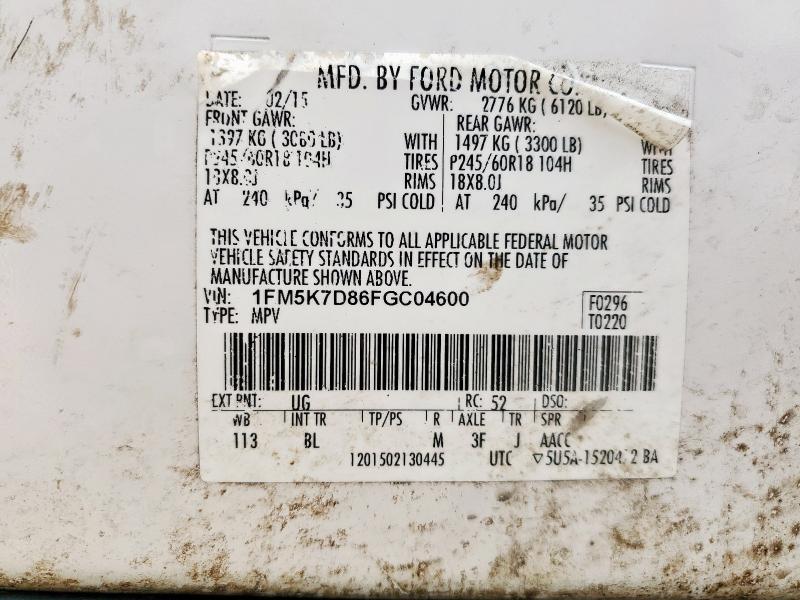 MFD. BY FORD MOTOR CO.
DATE: 02/15 GVWR: 2776 KG ( 6120 LB)
FRONT GAWR: REAR GAWR:
1397 KG ( 3080 LB) WITH 1497 KG ( 3300 LB) WITH
P245/60R18 104H TIRES P245/60R18 104H TIRES
18X8.0J RIMS 18X8.0J RIMS
AT 240 kPa/ 35 PSI COLD AT 240 kPa/ 35 PSI COLD
THIS VEHICLE CONFORMS TO ALL APPLICABLE FEDERAL MOTOR
VEHICLE SAFETY STANDARDS IN EFFECT ON THE DATE OF
MANUFACTURE SHOWN ABOVE.
VIN: 1FM5K7D86FGC04600 F0296
TYPE: MPV T0220
EXT PNT: UG RC: 52 DSO:
WB INT TR TP/PS R AXLE TR SPR
113 BL M 3F J AACC
1201502130445 UTC